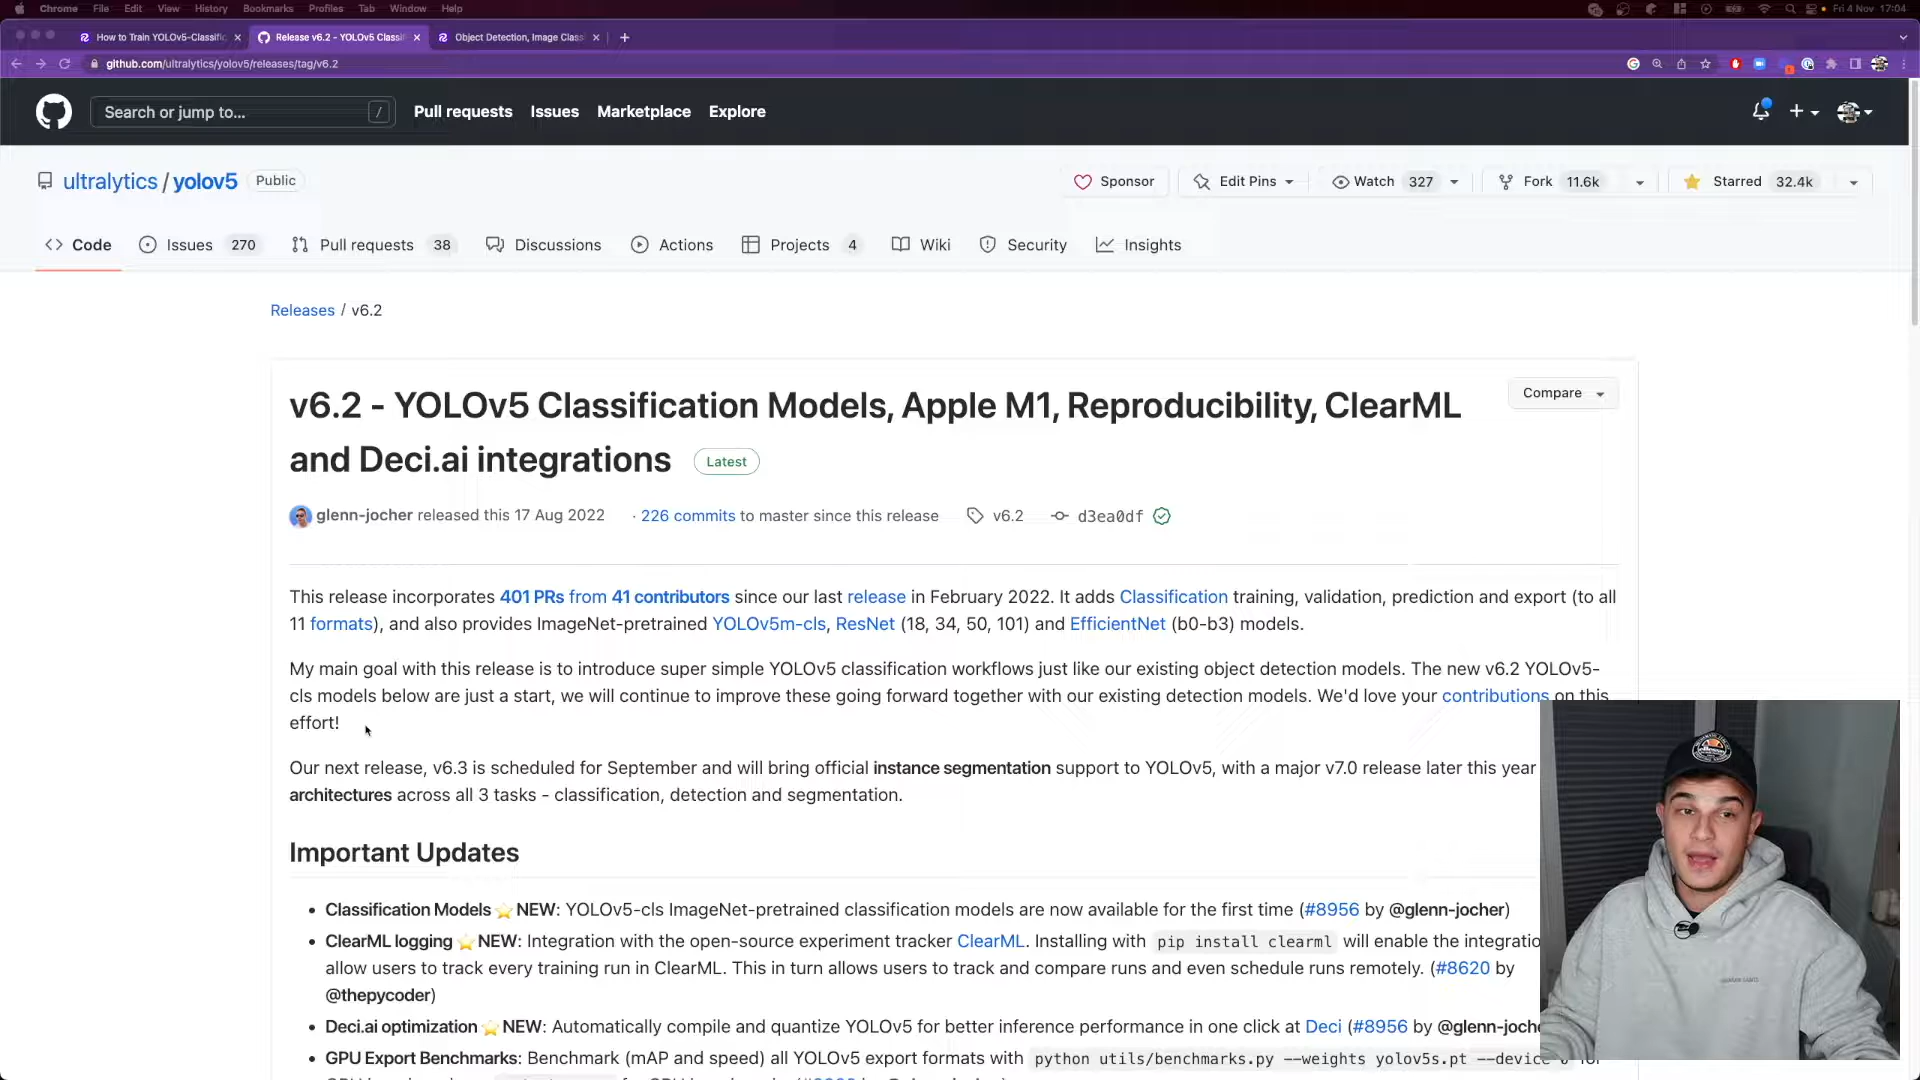 Chrome File Edit View History Bookmarks Profiles Tab Window Help Fri 4 Nov 17:04
How to Train YOLOv5-Classific Release v6.2 - YOLOv5 Classif Object Detection, Image Class
github.com/ultralytics/yolov5/releases/tag/v6.2
Search or jump to... / Pull requests Issues Marketplace Explore
ultralytics / yolov5 Public Sponsor Edit Pins Watch 327 Fork 11.6k Starred 32.4k
Code Issues 270 Pull requests 38 Discussions Actions Projects 4 Wiki Security Insights
Releases / v6.2
v6.2 - YOLOv5 Classification Models, Apple M1, Reproducibility, ClearML
and Deci.ai integrations Latest
Compare
glenn-jocher released this 17 Aug 2022 · 226 commits to master since this release v6.2 d3ea0df
This release incorporates 401 PRs from 41 contributors since our last release in February 2022. It adds Classification training, validation, prediction and export (to all
11 formats), and also provides ImageNet-pretrained YOLOv5m-cls, ResNet (18, 34, 50, 101) and EfficientNet (b0-b3) models.
My main goal with this release is to introduce super simple YOLOv5 classification workflows just like our existing object detection models. The new v6.2 YOLOv5-
cls models below are just a start, we will continue to improve these going forward together with our existing detection models. We'd love your contributions on this
effort!
Our next release, v6.3 is scheduled for September and will bring official instance segmentation support to YOLOv5, with a major v7.0 release later this year
architectures across all 3 tasks - classification, detection and segmentation.
Important Updates
• Classification Models ⭐ NEW: YOLOv5-cls ImageNet-pretrained classification models are now available for the first time (#8956 by @glenn-jocher)
• ClearML logging ⭐ NEW: Integration with the open-source experiment tracker ClearML. Installing with pip install clearml will enable the integratio
allow users to track every training run in ClearML. This in turn allows users to track and compare runs and even schedule runs remotely. (#8620 by
@thepycoder)
• Deci.ai optimization ⭐ NEW: Automatically compile and quantize YOLOv5 for better inference performance in one click at Deci (#8956 by @glenn-joche
• GPU Export Benchmarks: Benchmark (mAP and speed) all YOLOv5 export formats with python utils/benchmarks.py --weights yolov5s.pt --device 0 for